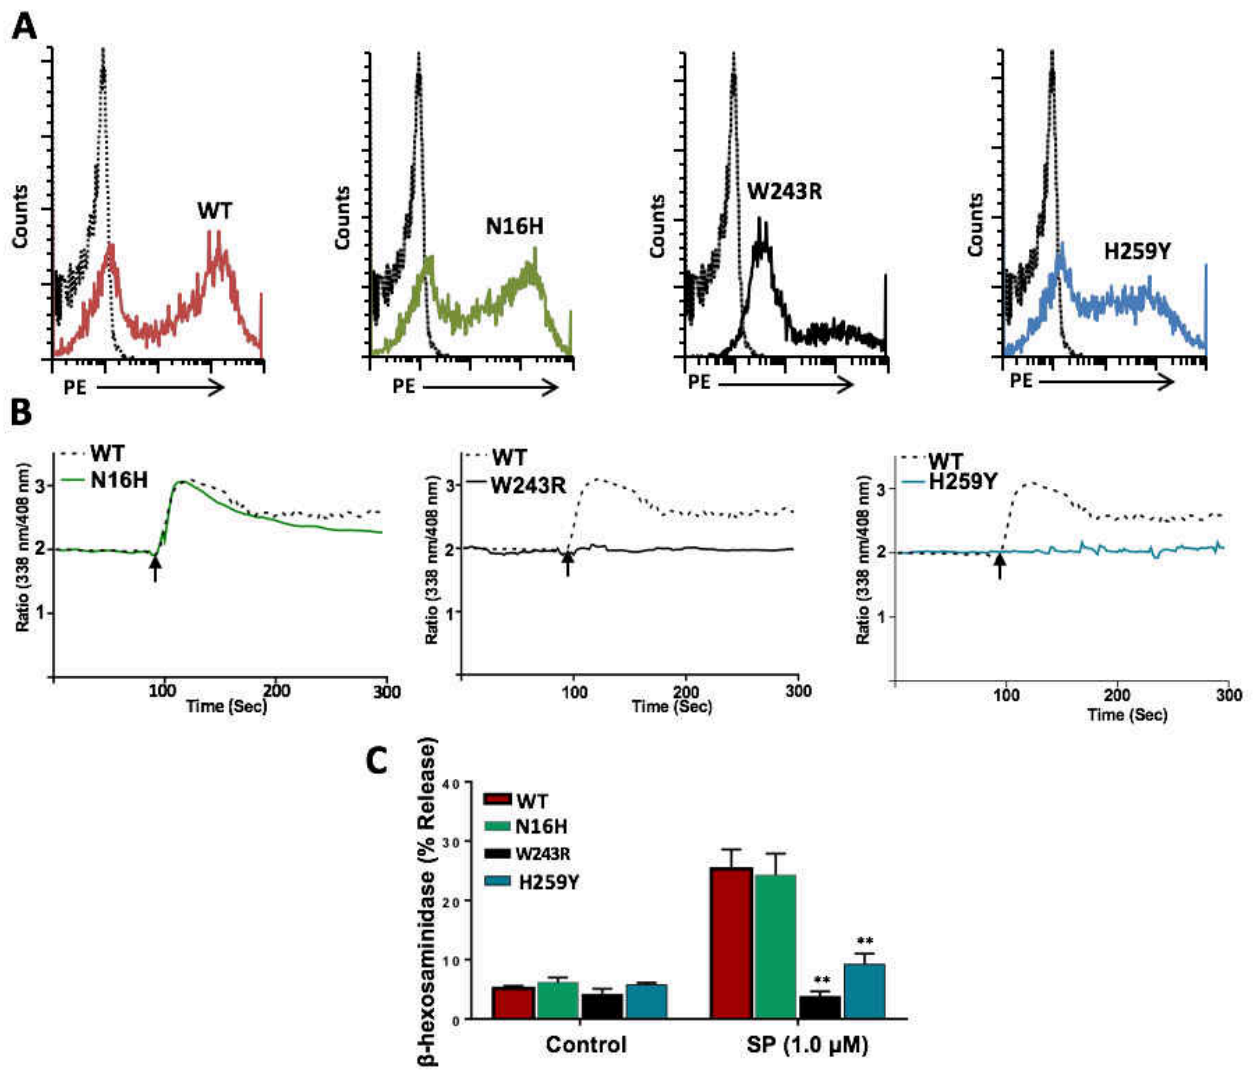 A
Counts
WT
PE
Counts
N16H
PE
Counts
W243R
PE
Counts
H259Y
PE
B
WT
N16H
Ratio (338 nm/408 nm)
3
2
1
100
200
300
Time (Sec)
WT
W243R
Ratio (338 nm/408 nm)
3
2
1
100
200
300
Time (Sec)
WT
H259Y
Ratio (338 nm/408 nm)
3
2
1
100
200
300
Time (Sec)
C
β-hexosaminidase (% Release)
40
30
20
10
0
WT
N16H
W243R
H259Y
**
**
Control
SP (1.0 µM)